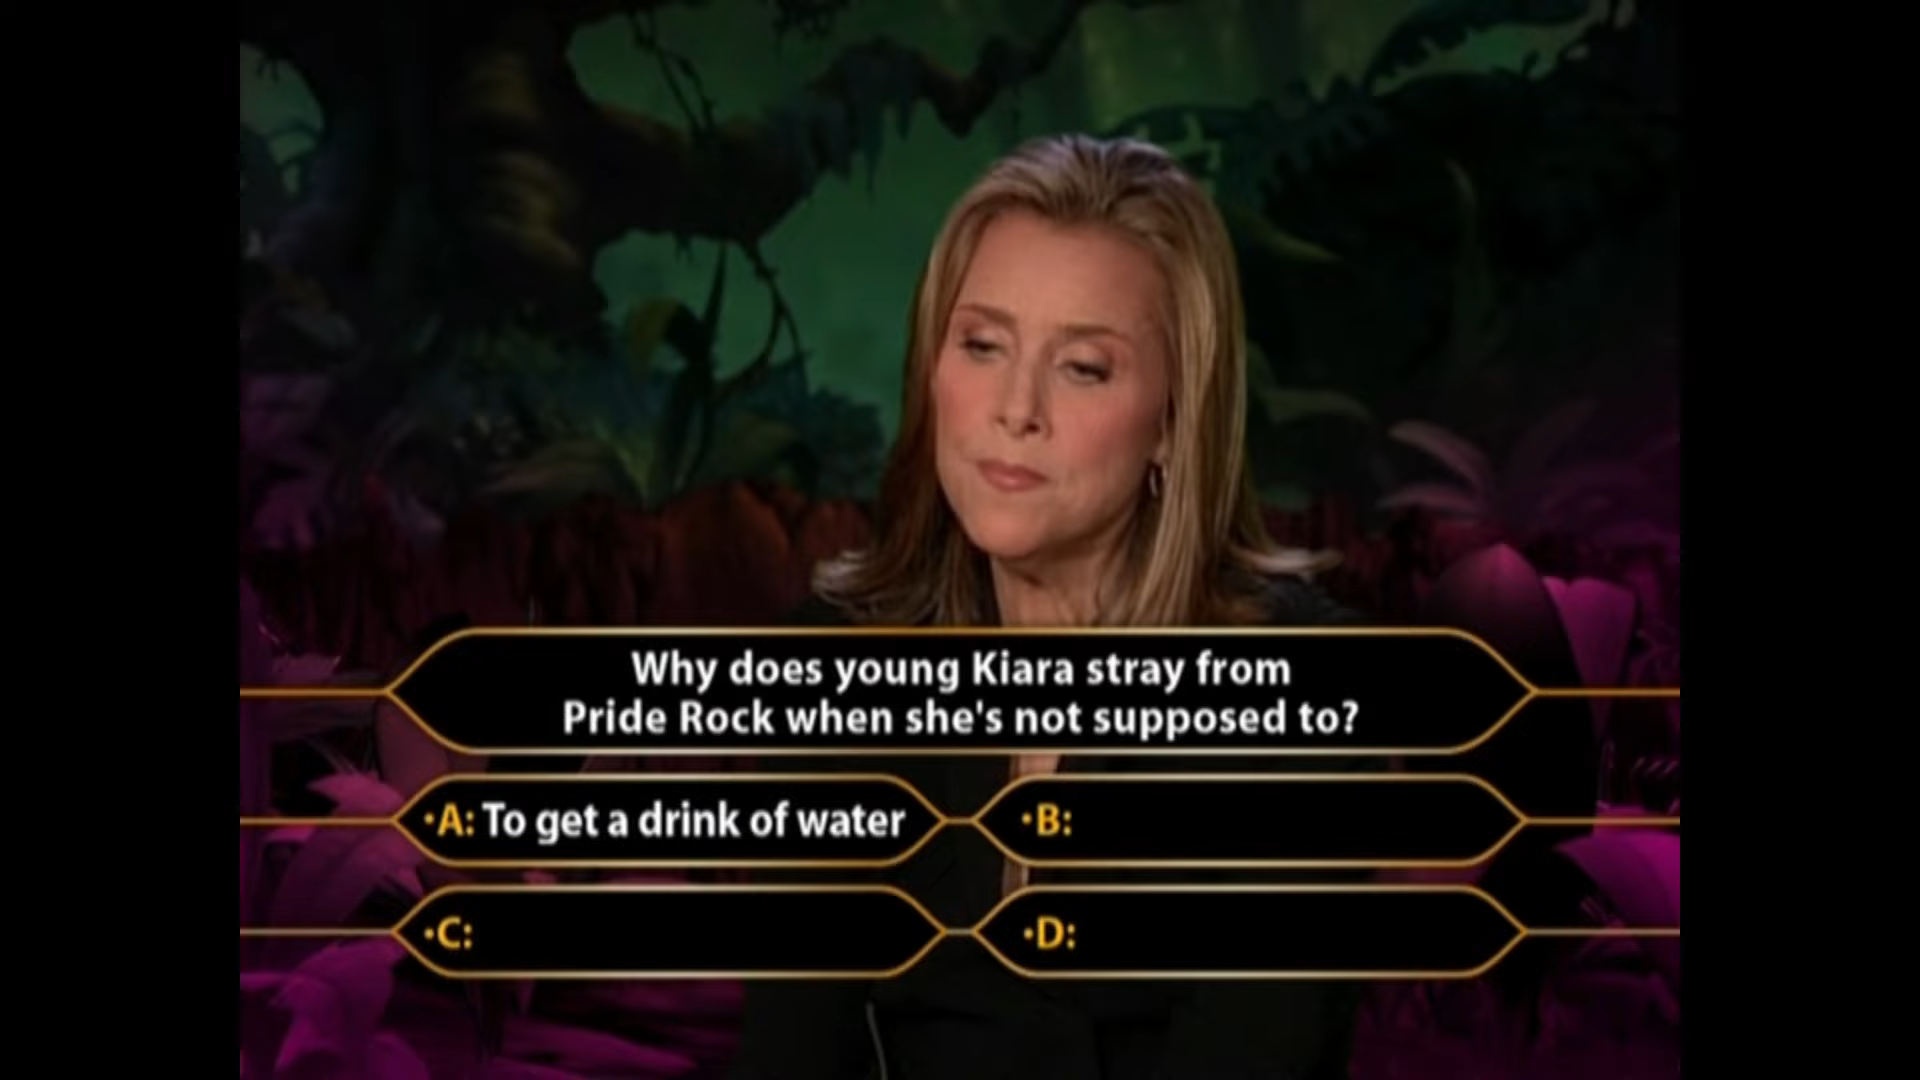 Why does young Kiara stray from
Pride Rock when she's not supposed to?
·A: To get a drink of water
·B:
·C:
·D: